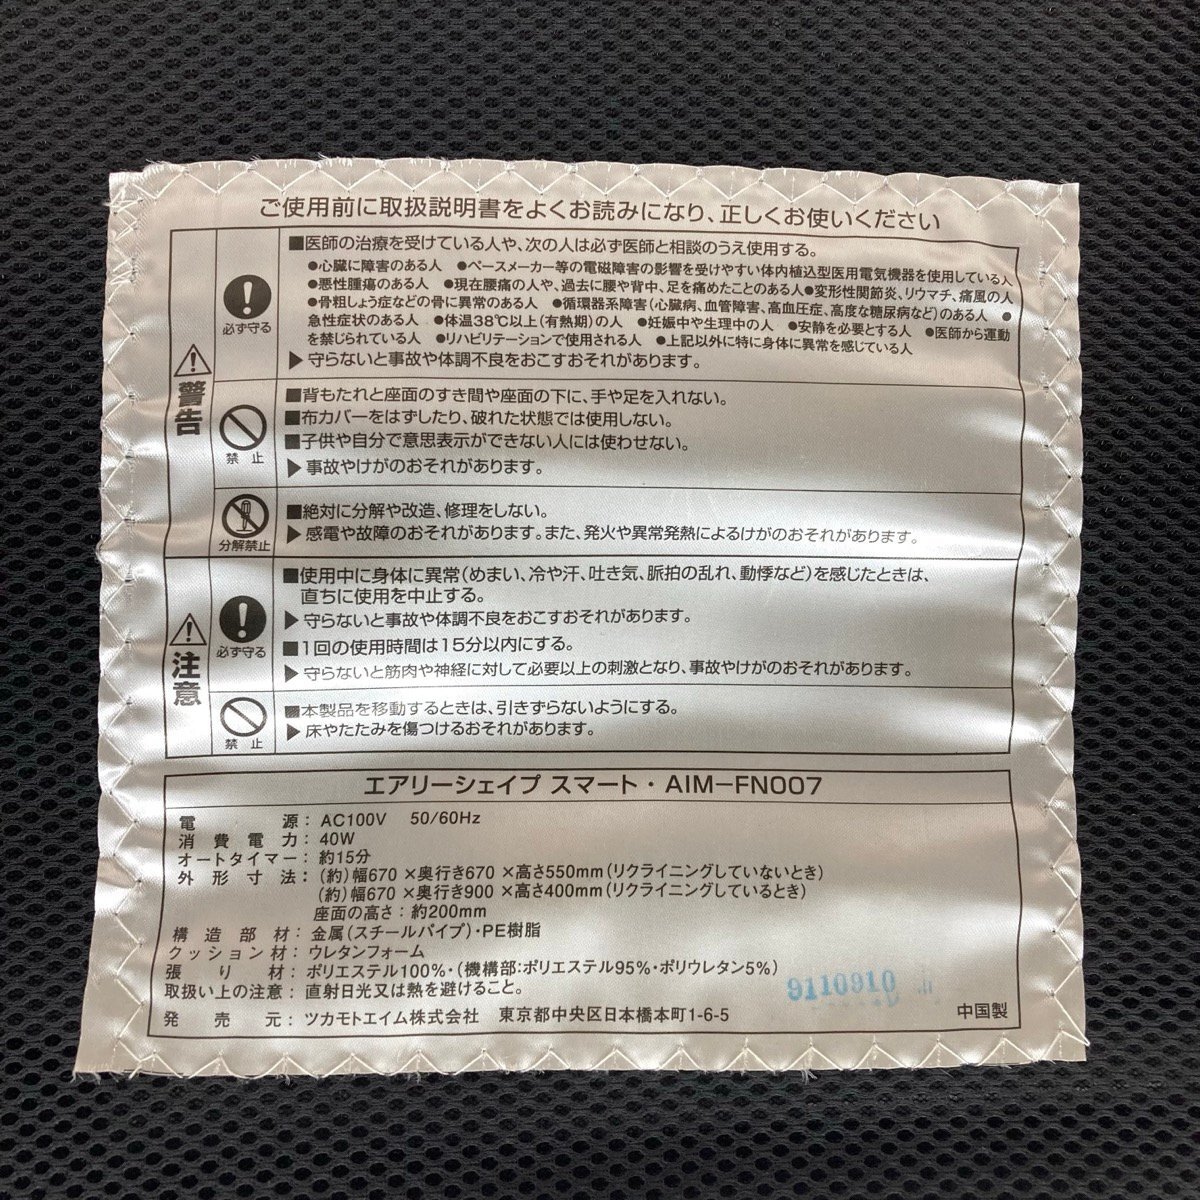 ご使用前に取扱説明書をよくお読みになり、正しくお使いください
警告
必ず守る
■医師の治療を受けている人や、次の人は必ず医師と相談のうえ使用する。
●心臓に障害のある人　●ペースメーカー等の電磁障害の影響を受けやすい体内植込型医用電気機器を使用している人
●悪性腫瘍のある人　●現在腰痛の人や、過去に腰や背中、足を痛めたことのある人●変形性関節炎、リウマチ、痛風の人
●骨粗しょう症などの骨に異常のある人　●循環器系障害(心臓病、血管障害、高血圧症、高度な糖尿病など)のある人　●
急性症状のある人　●体温38℃以上(有熱期)の人　●妊娠中や生理中の人　●安静を必要とする人　●医師から運動
を禁じられている人　●リハビリテーションで使用される人　●上記以外に特に身体に異常を感じている人
▶守らないと事故や体調不良をおこすおそれがあります。
禁止
■背もたれと座面のすき間や座面の下に、手や足を入れない。
■布カバーをはずしたり、破れた状態では使用しない。
■子供や自分で意思表示ができない人には使わせない。
▶事故やけがのおそれがあります。
分解禁止
■絶対に分解や改造、修理をしない。
▶感電や故障のおそれがあります。また、発火や異常発熱によるけがのおそれがあります。
注意
必ず守る
■使用中に身体に異常(めまい、冷や汗、吐き気、脈拍の乱れ、動悸など)を感じたときは、
直ちに使用を中止する。
▶守らないと事故や体調不良をおこすおそれがあります。
■1回の使用時間は15分以内にする。
▶守らないと筋肉や神経に対して必要以上の刺激となり、事故やけがのおそれがあります。
禁止
■本製品を移動するときは、引きずらないようにする。
▶床やたたみを傷つけるおそれがあります。
エアリーシェイプ スマート・AIM-FN007
電源：AC100V　50/60Hz
消費電力：40W
オートタイマー：約15分
外形寸法：(約)幅670×奥行き670×高さ550mm(リクライニングしていないとき)
(約)幅670×奥行き900×高さ400mm(リクライニングしているとき)
座面の高さ：約200mm
構造部材：金属(スチールパイプ)・PE樹脂
クッション材：ウレタンフォーム
張り材：ポリエステル100%・(機構部:ポリエステル95%・ポリウレタン5%)
取扱い上の注意：直射日光又は熱を避けること。
9110910
発売元：ツカモトエイム株式会社　東京都中央区日本橋本町1-6-5
中国製